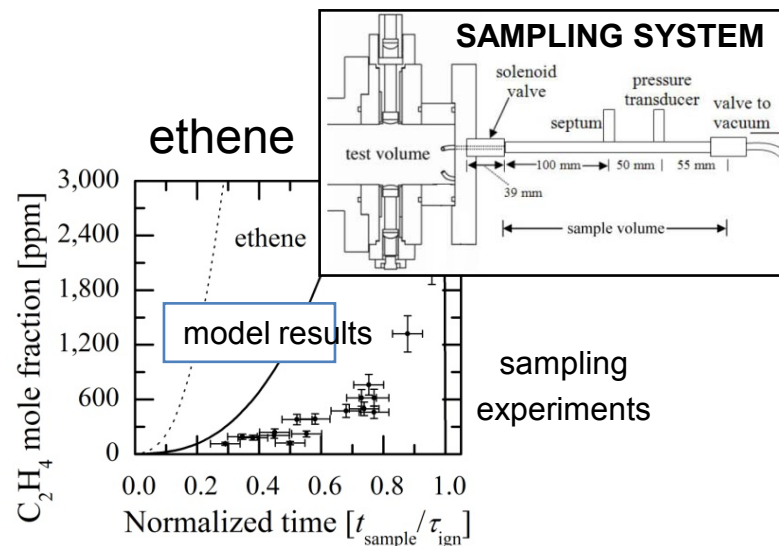 SAMPLING SYSTEM
solenoid
valve
septum
pressure
transducer
valve to
vacuum
test volume
100 mm
50 mm
55 mm
39 mm
sample volume
ethene
3,000
2,400
1,800
1,200
600
0
C₂H₄ mole fraction [ppm]
ethene
model results
sampling
experiments
0.0 0.2 0.4 0.6 0.8 1.0
Normalized time [t_sample/τ_ign]